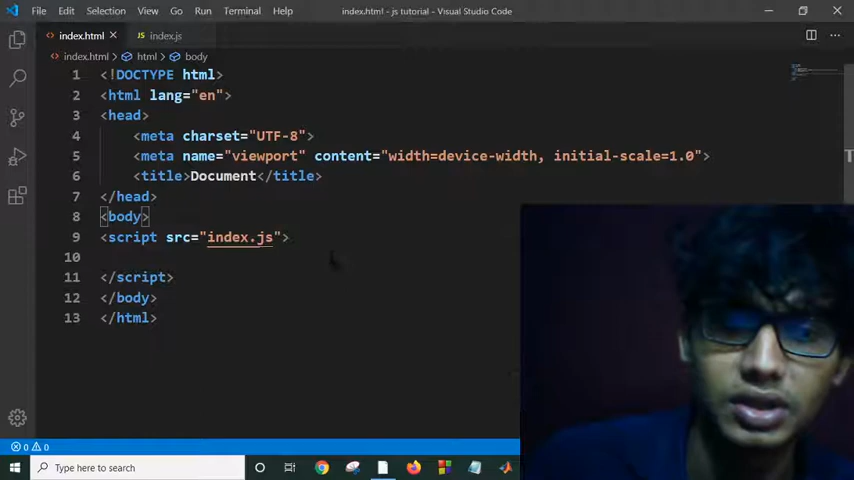 File Edit Selection View Go Run Terminal Help index.html - js tutorial - Visual Studio Code
index.html index.js
index.html > html > body
1 <!DOCTYPE html>
2 <html lang="en">
3 <head>
4 <meta charset="UTF-8">
5 <meta name="viewport" content="width=device-width, initial-scale=1.0">
6 <title>Document</title>
7 </head>
8 <body>
9 <script src="index.js">
10
11 </script>
12 </body>
13 </html>
0 0
Type here to search